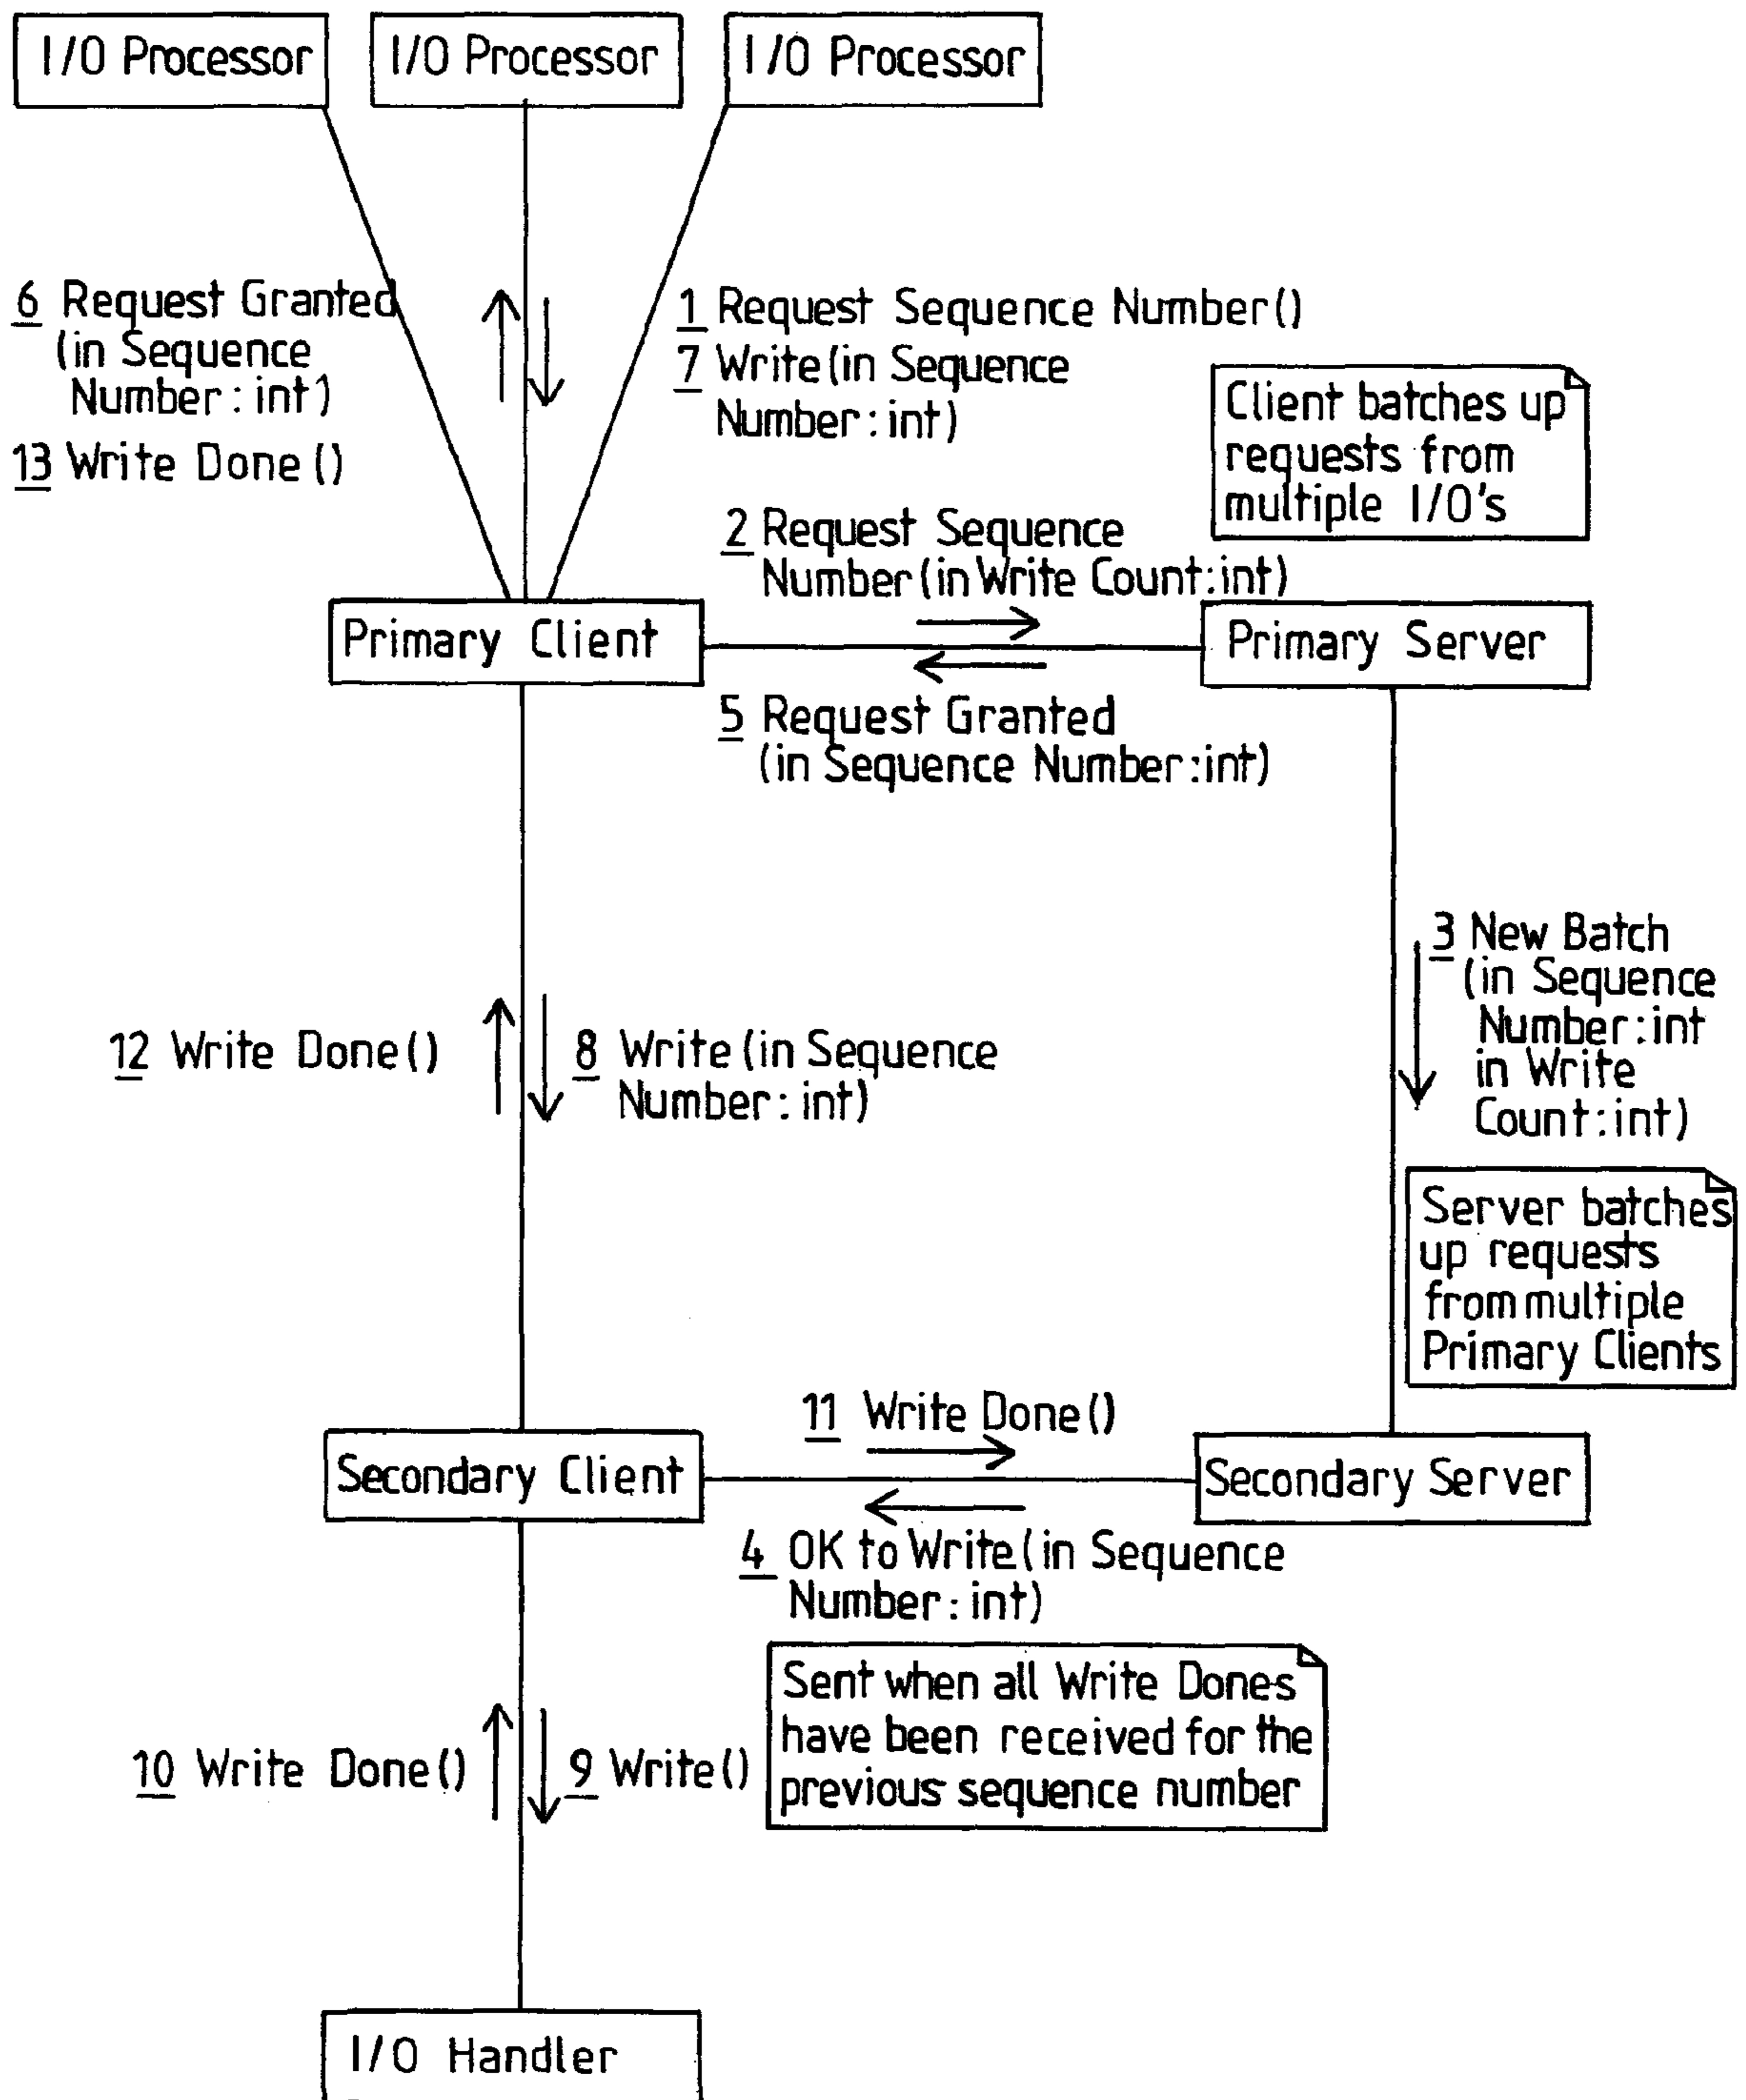 I/O Processor
I/O Processor
I/O Processor
6 Request Granted
(in Sequence
Number: int)
13 Write Done ()
1 Request Sequence Number()
7 Write(in Sequence
Number: int)
Client batches up
requests from
multiple I/O's
2 Request Sequence
Number(in Write Count:int)
Primary Client
Primary Server
5 Request Granted
(in Sequence Number:int)
3 New Batch
(in Sequence
Number:int
in Write
Count:int)
12 Write Done()
8 Write(in Sequence
Number: int)
Server batches
up requests
from multiple
Primary Clients
11 Write Done()
Secondary Client
Secondary Server
4 OK to Write(in Sequence
Number: int)
Sent when all Write Dones
have been received for the
previous sequence number
10 Write Done()
9 Write()
I/O Handler